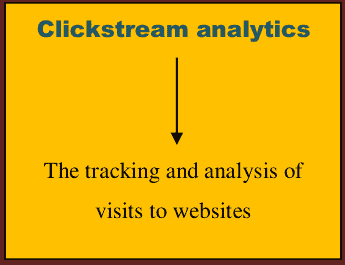 Clickstream analytics
The tracking and analysis of
visits to websites